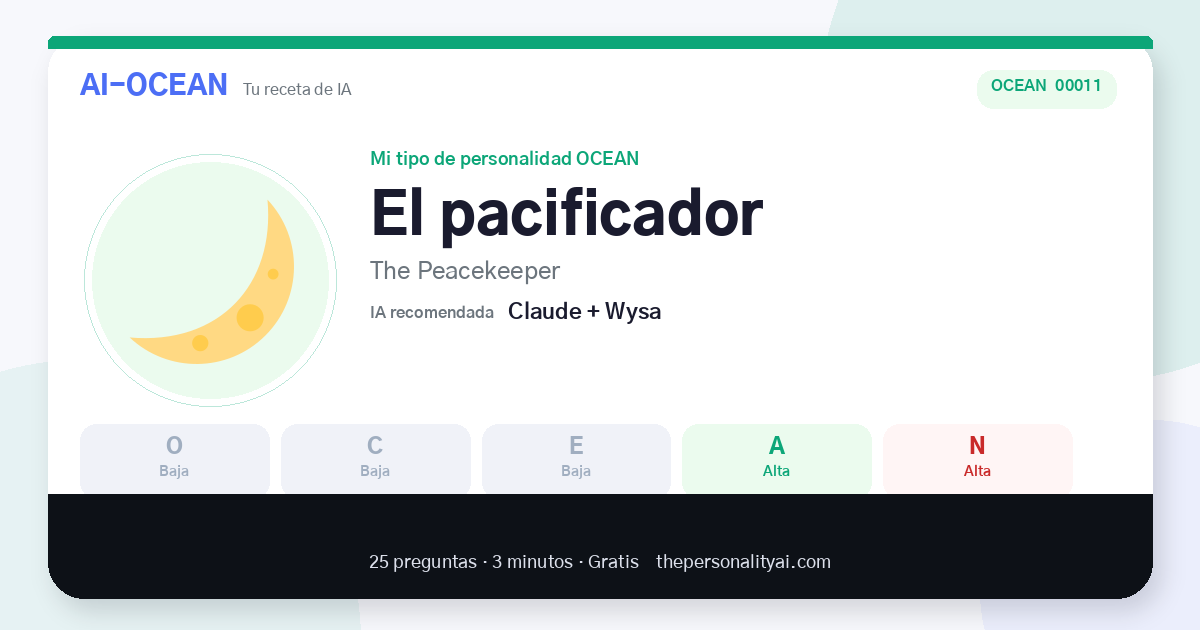 AI-OCEAN Tu receta de IA
OCEAN 00011
Mi tipo de personalidad OCEAN
El pacificador
The Peacekeeper
IA recomendada Claude + Wysa
O C E A N
Baja Baja Baja Alta Alta
25 preguntas · 3 minutos · Gratis thepersonalityai.com